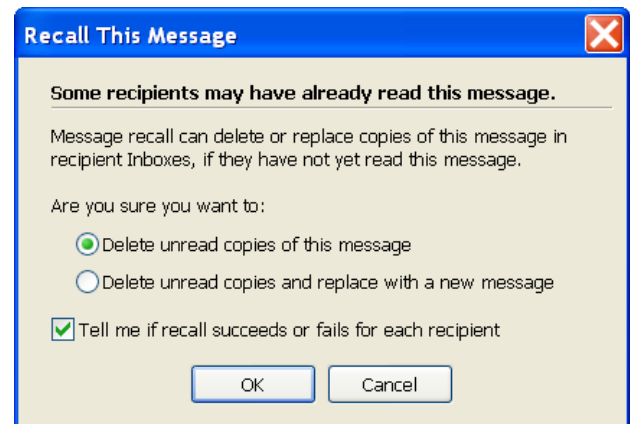 Recall This Message
Some recipients may have already read this message.
Message recall can delete or replace copies of this message in
recipient Inboxes, if they have not yet read this message.
Are you sure you want to:
Delete unread copies of this message
Delete unread copies and replace with a new message
Tell me if recall succeeds or fails for each recipient
OK
Cancel